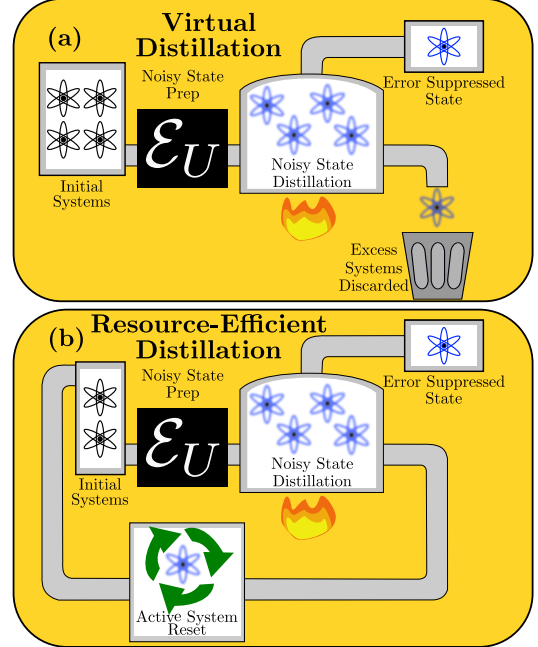 (a)
Virtual
Distillation
Noisy State
Prep
Initial
Systems
ℰU
Noisy State
Distillation
Error Suppressed
State
Excess
Systems
Discarded
(b)
Resource-Efficient
Distillation
Noisy State
Prep
Initial
Systems
ℰU
Noisy State
Distillation
Error Suppressed
State
Active System
Reset